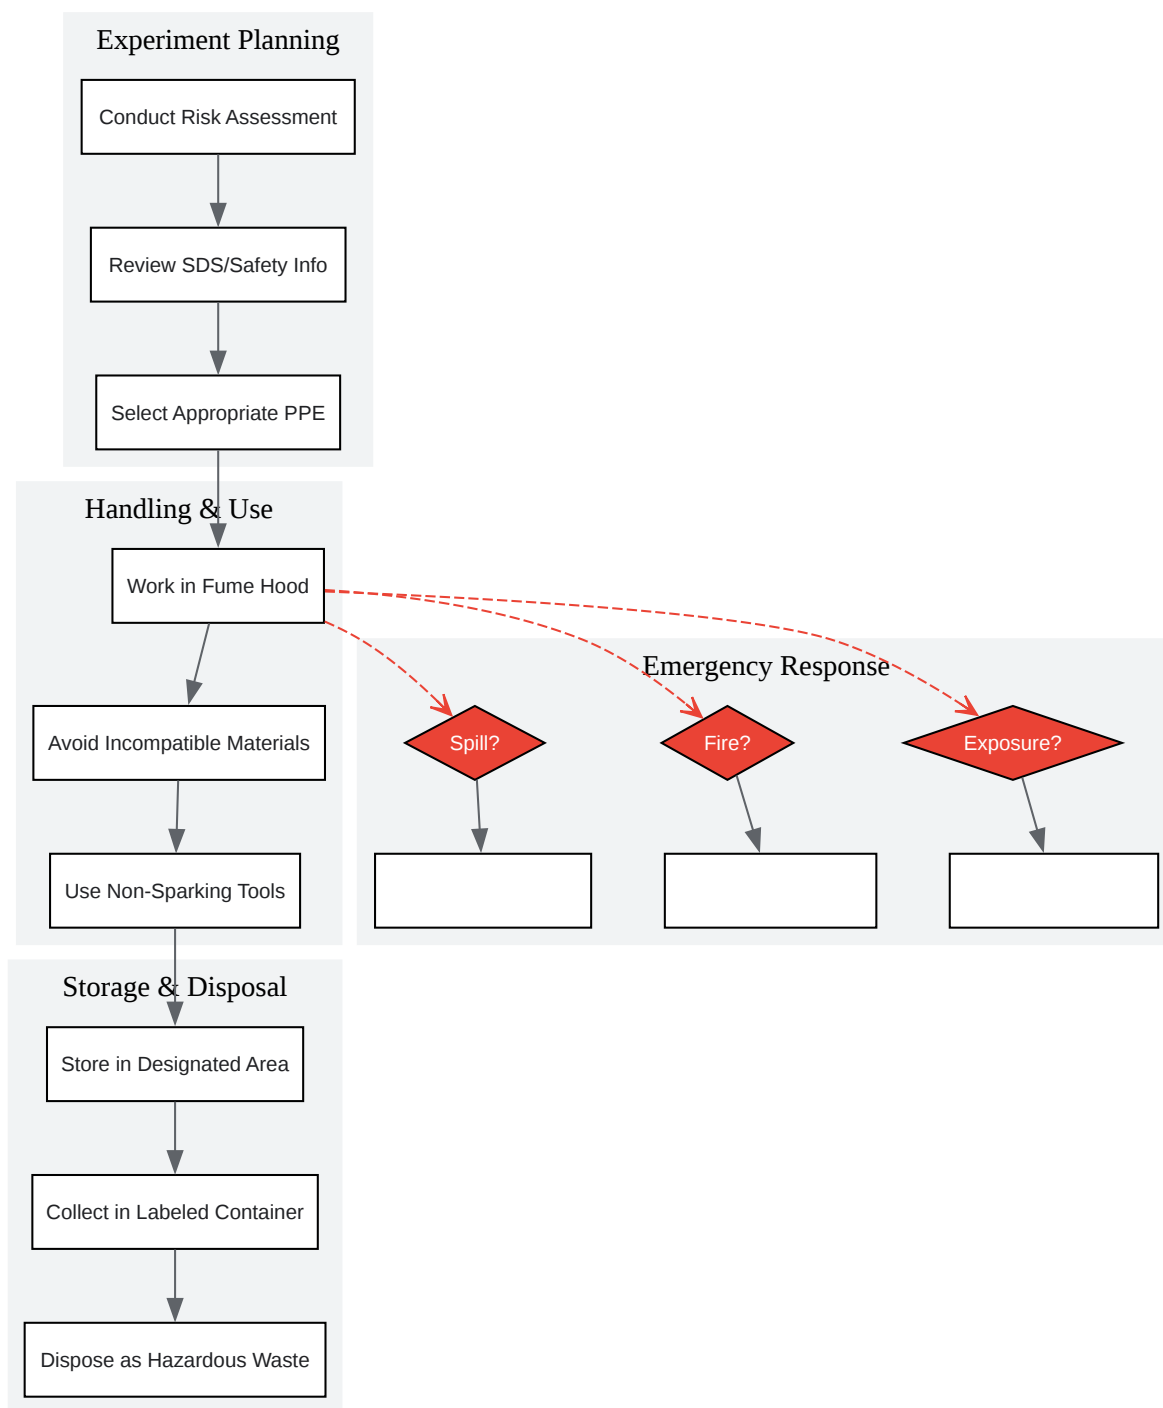 Experiment Planning
Conduct Risk Assessment
Review SDS/Safety Info
Select Appropriate PPE
Handling & Use
Work in Fume Hood
Avoid Incompatible Materials
Use Non-Sparking Tools
Emergency Response
Spill?
Fire?
Exposure?
Storage & Disposal
Store in Designated Area
Collect in Labeled Container
Dispose as Hazardous Waste